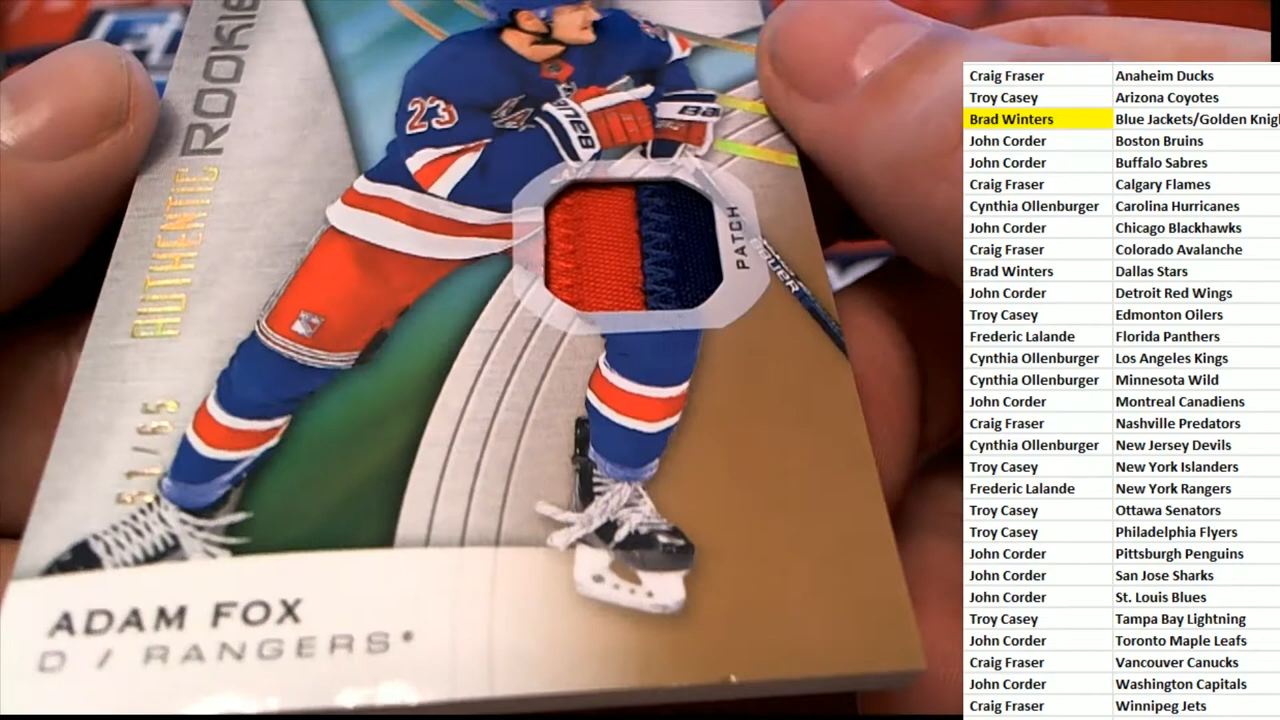 AUTHENTIC ROOKIE
23
BAUER
PATCH
51/65
ADAM FOX
D / RANGERS
Craig Fraser Anaheim Ducks
Troy Casey Arizona Coyotes
Brad Winters Blue Jackets/Golden Knig
John Corder Boston Bruins
John Corder Buffalo Sabres
Craig Fraser Calgary Flames
Cynthia Ollenburger Carolina Hurricanes
John Corder Chicago Blackhawks
Craig Fraser Colorado Avalanche
Brad Winters Dallas Stars
John Corder Detroit Red Wings
Troy Casey Edmonton Oilers
Frederic Lalande Florida Panthers
Cynthia Ollenburger Los Angeles Kings
Cynthia Ollenburger Minnesota Wild
John Corder Montreal Canadiens
Craig Fraser Nashville Predators
Cynthia Ollenburger New Jersey Devils
Troy Casey New York Islanders
Frederic Lalande New York Rangers
Troy Casey Ottawa Senators
Troy Casey Philadelphia Flyers
John Corder Pittsburgh Penguins
John Corder San Jose Sharks
John Corder St. Louis Blues
Troy Casey Tampa Bay Lightning
John Corder Toronto Maple Leafs
Craig Fraser Vancouver Canucks
John Corder Washington Capitals
Craig Fraser Winnipeg Jets